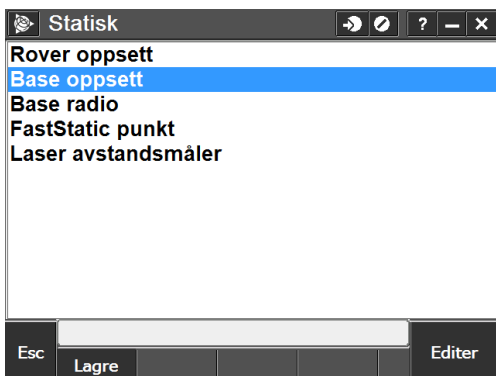 Statisk
?
Rover oppsett
Base oppsett
Base radio
FastStatic punkt
Laser avstandsmåler
Esc
Lagre
Editer